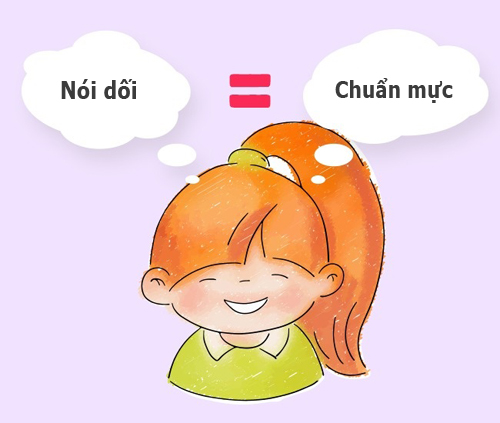 Nói dối
=
Chuẩn mực